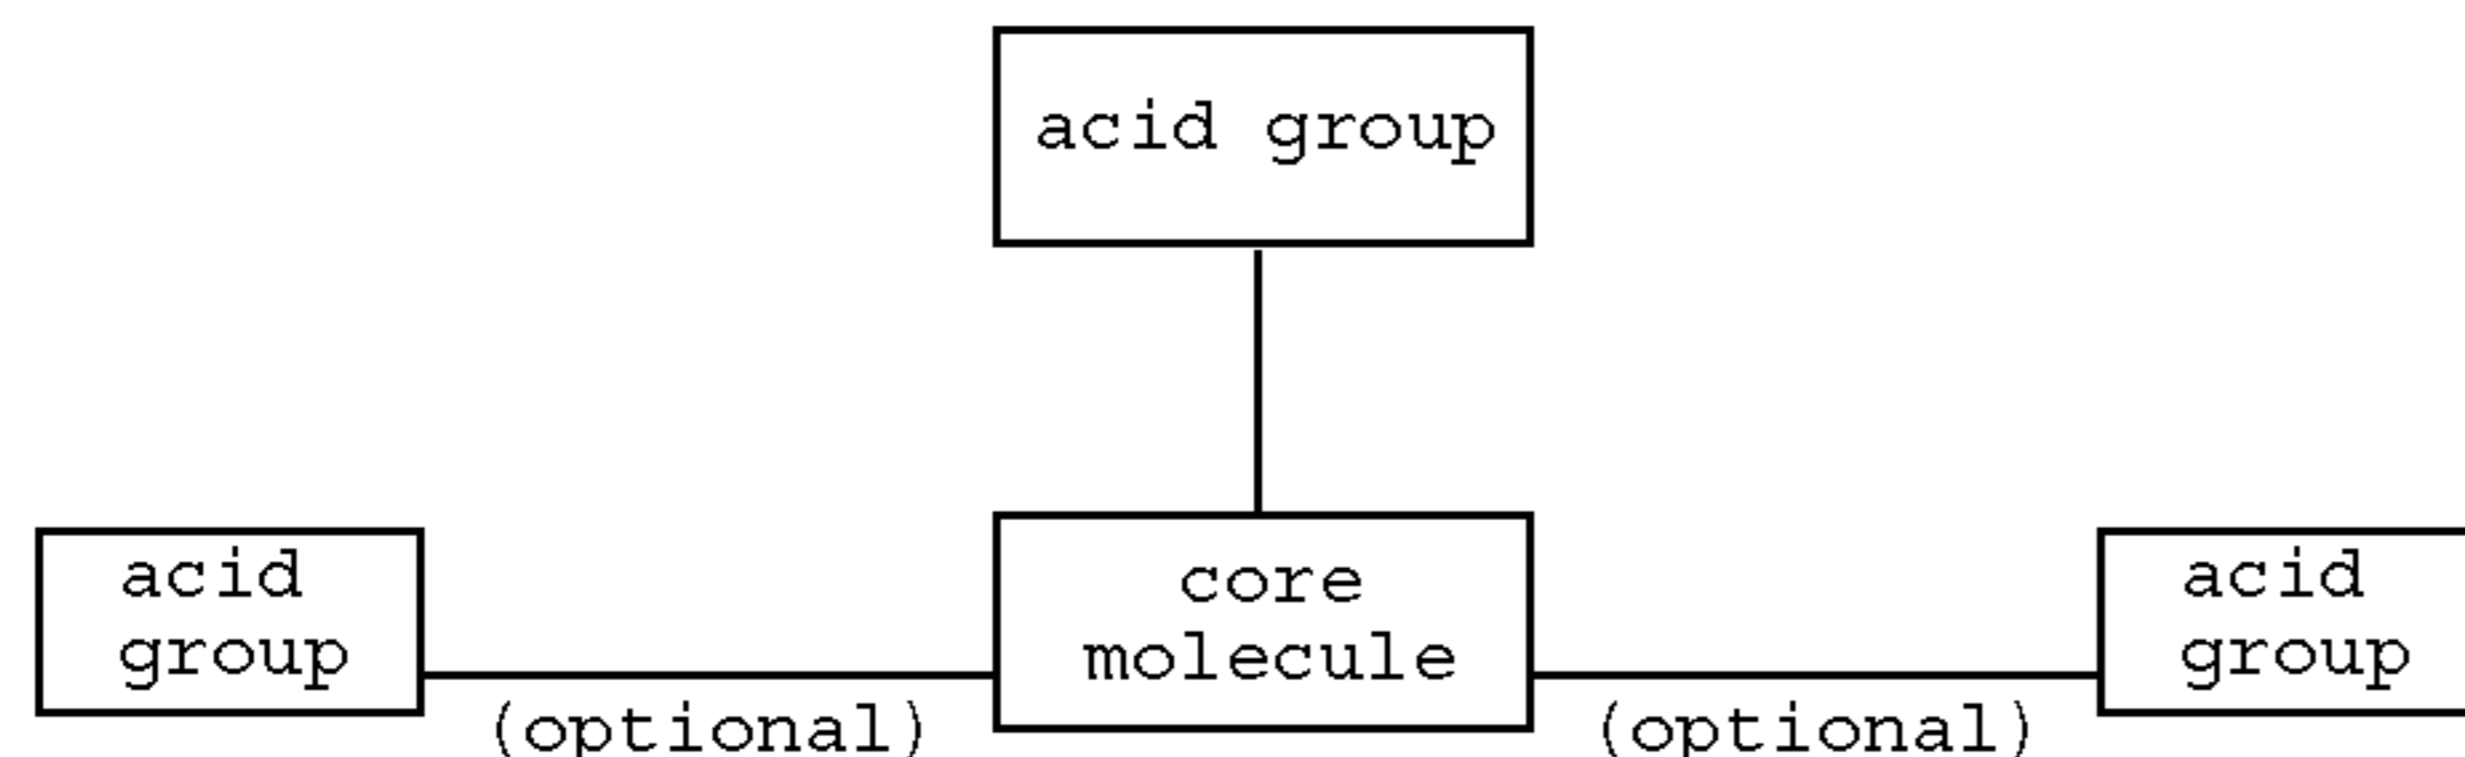 acid group
acid
group
core
molecule
acid
group
(optional)
(optional)